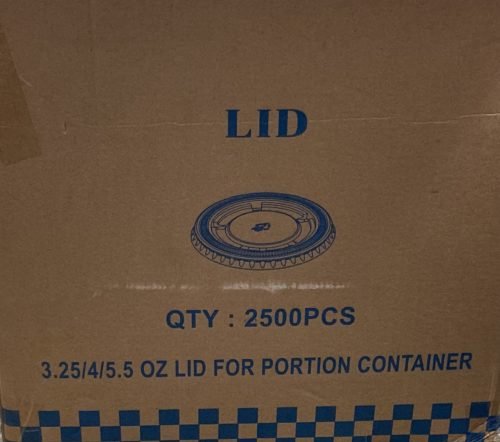 LID
QTY : 2500PCS
3.25/4/5.5 OZ LID FOR PORTION CONTAINER